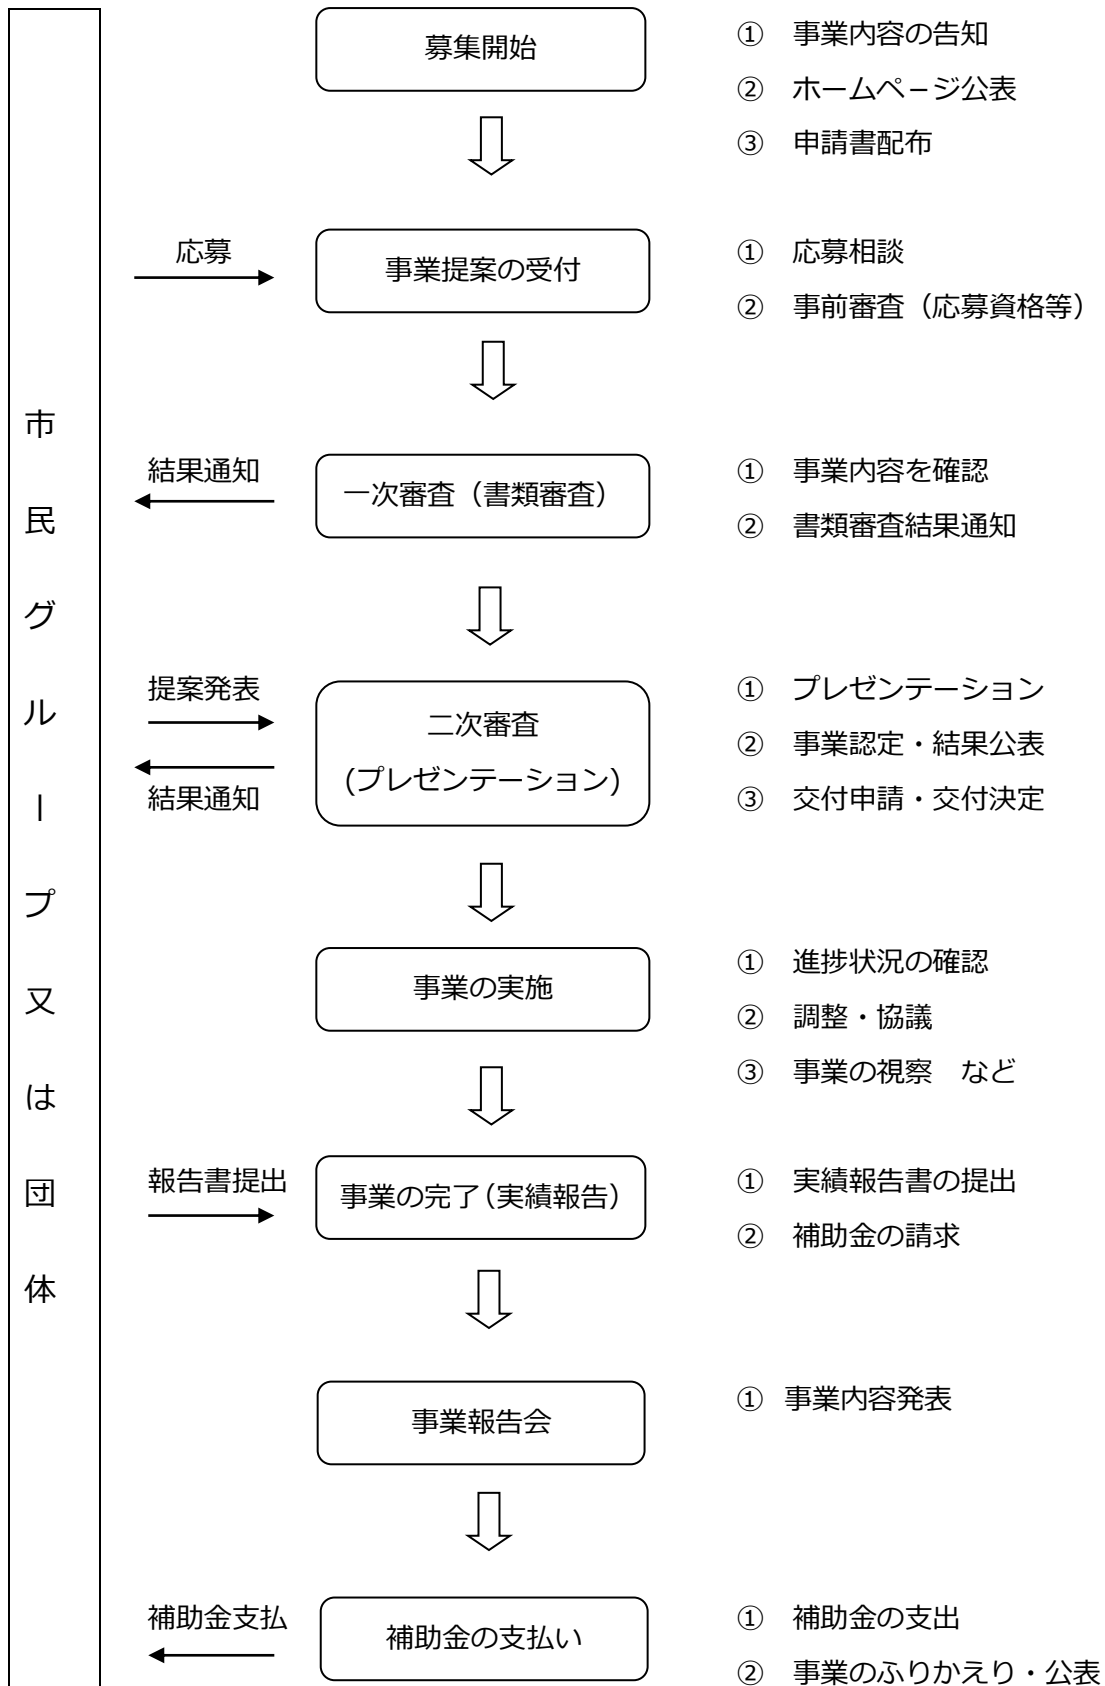 市民グループ又は団体
募集開始
① 事業内容の告知
② ホームペ－ジ公表
③ 申請書配布
応募
事業提案の受付
① 応募相談
② 事前審査（応募資格等）
結果通知
一次審査（書類審査）
① 事業内容を確認
② 書類審査結果通知
提案発表
結果通知
二次審査
(プレゼンテーション)
① プレゼンテーション
② 事業認定・結果公表
③ 交付申請・交付決定
事業の実施
① 進捗状況の確認
② 調整・協議
③ 事業の視察　など
報告書提出
事業の完了（実績報告）
① 実績報告書の提出
② 補助金の請求
事業報告会
① 事業内容発表
補助金支払
補助金の支払い
① 補助金の支出
② 事業のふりかえり・公表